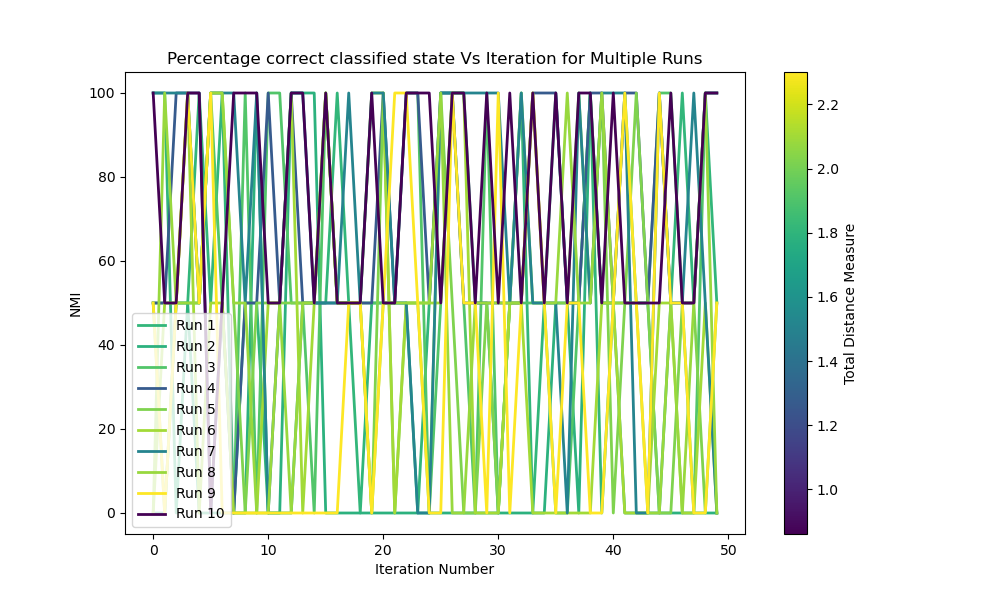 Percentage correct classified state Vs Iteration for Multiple Runs
100
80
60
40
20
0
NMI
Run 1
Run 2
Run 3
Run 4
Run 5
Run 6
Run 7
Run 8
Run 9
Run 10
0
10
20
30
40
50
Iteration Number
2.2
2.0
1.8
1.6
1.4
1.2
1.0
Total Distance Measure